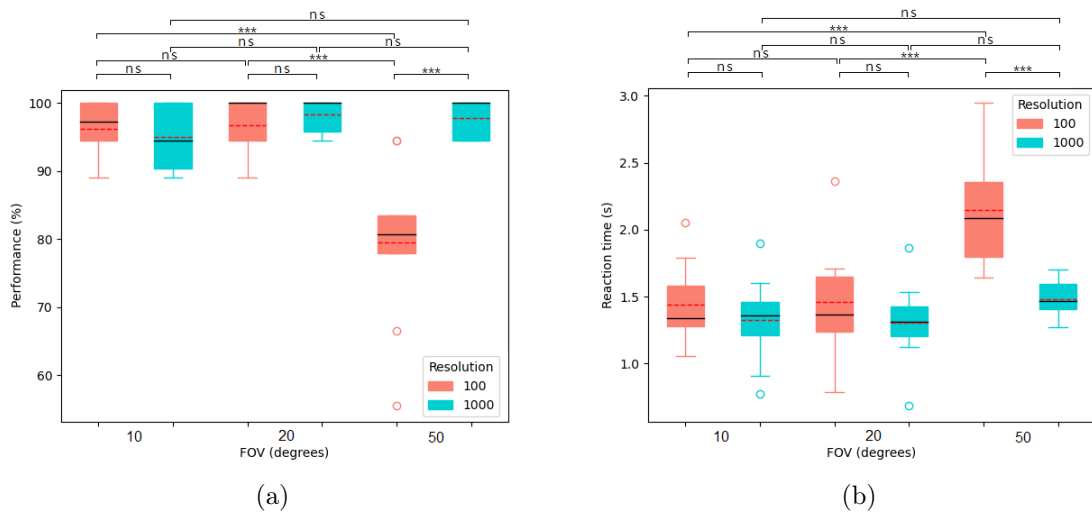 ns
***
ns
ns
ns
***
ns
ns
***
100
90
80
70
60
Performance (%)
Resolution
100
1000
10
20
50
FOV (degrees)
(a)
ns
***
ns
ns
ns
***
ns
ns
***
3.0
2.5
2.0
1.5
1.0
Reaction time (s)
Resolution
100
1000
10
20
50
FOV (degrees)
(b)